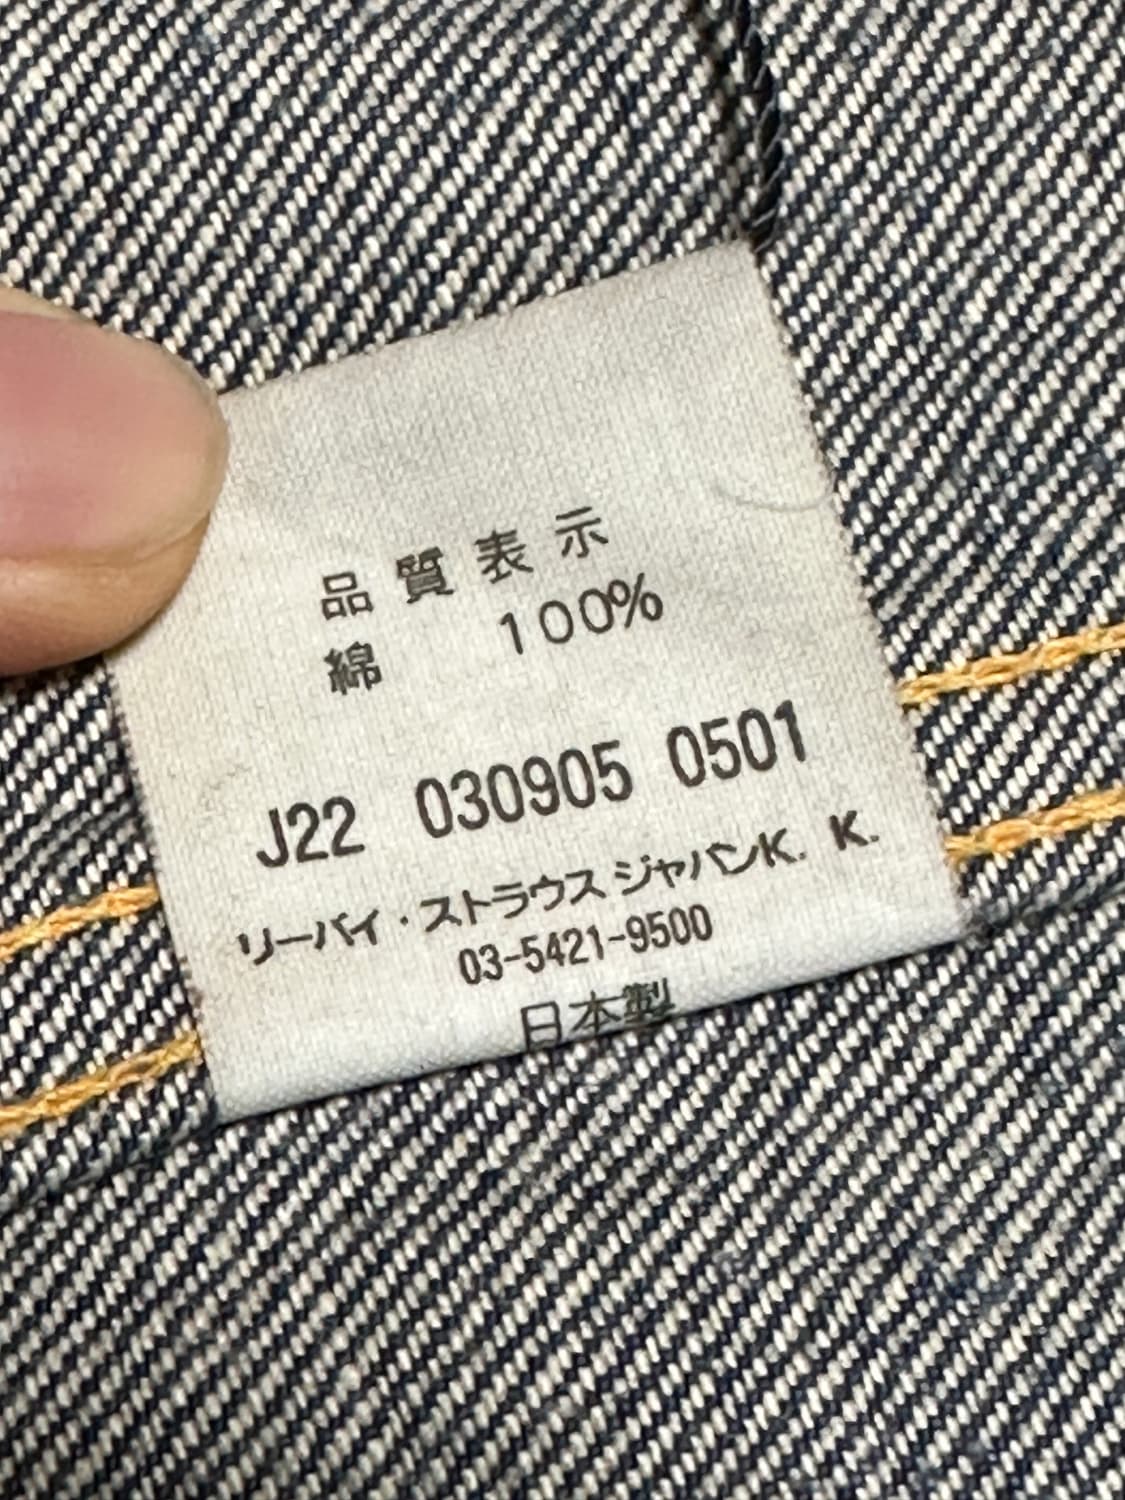 品質表示
綿 100%
J22 030905 0501
リーバイ・ストラウス ジャパンK. K.
03-5421-9500
日本製